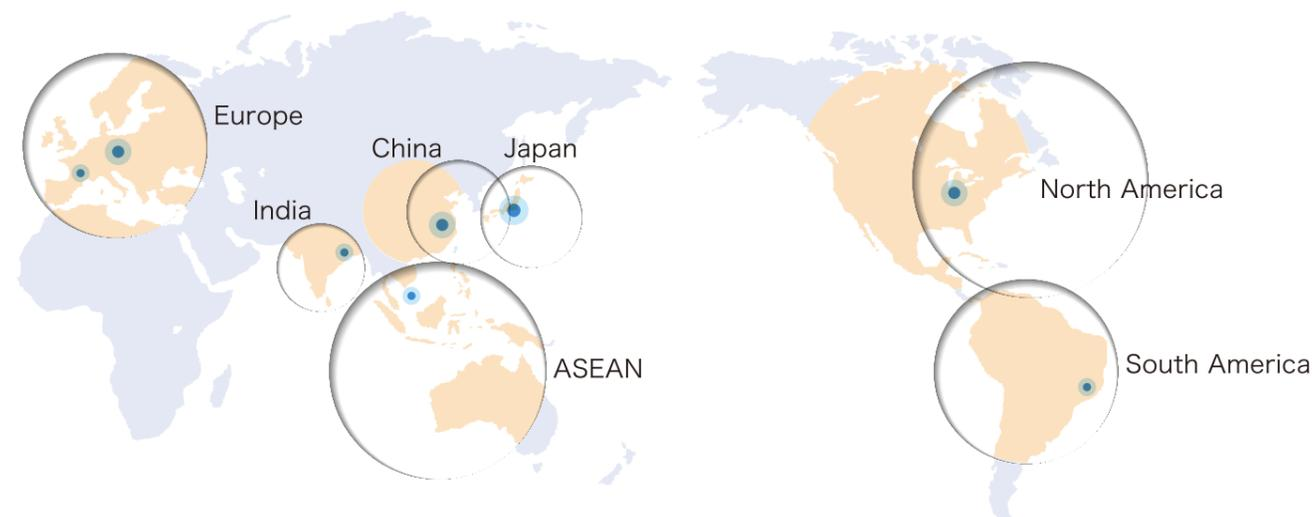 Europe
China
Japan
India
North America
ASEAN
South America